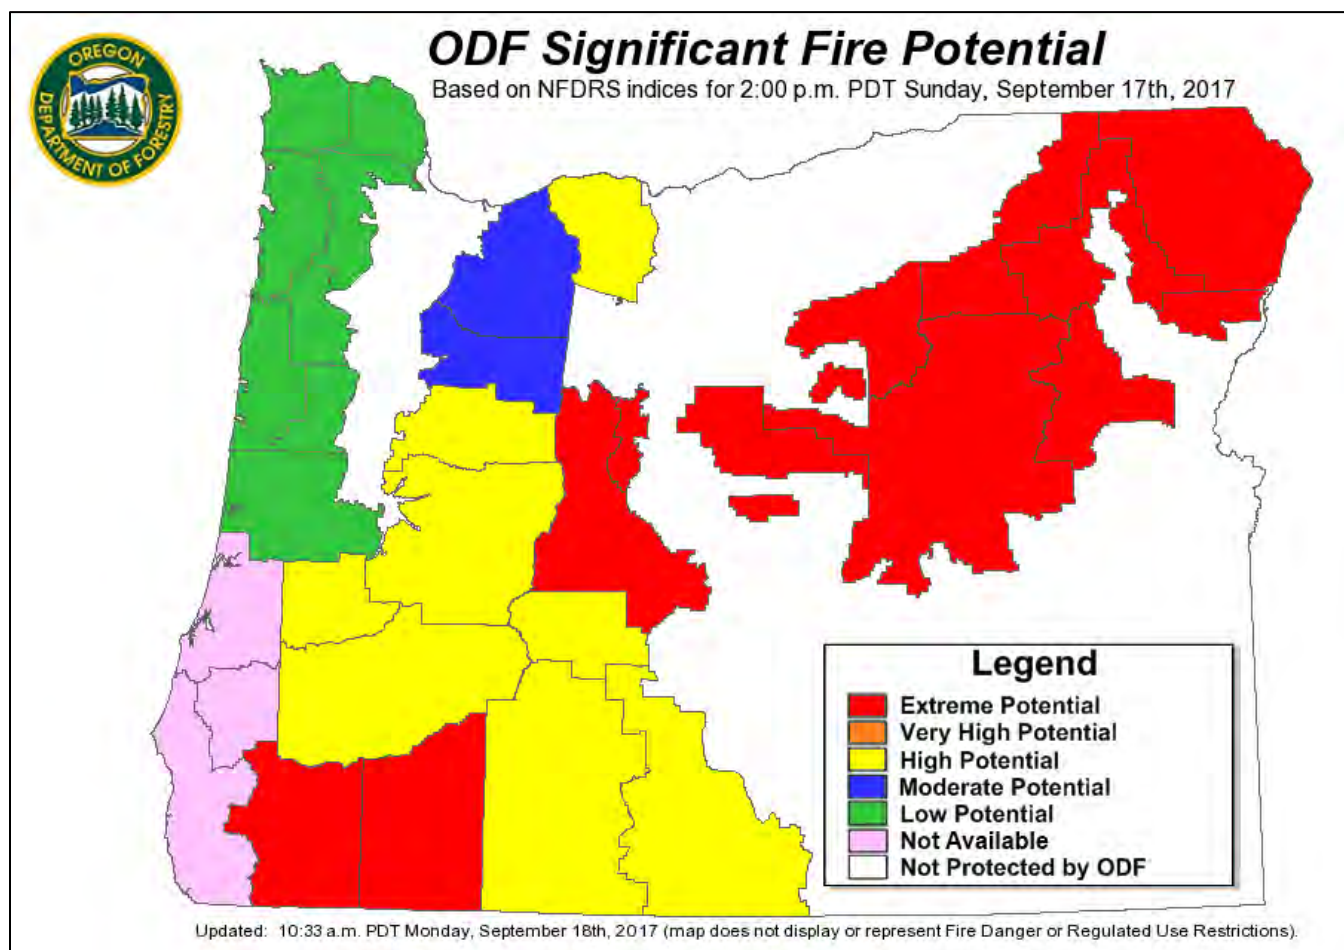 OREGON
DEPARTMENT OF FORESTRY
ODF Significant Fire Potential
Based on NFDRS indices for 2:00 p.m. PDT Sunday, September 17th, 2017
Legend
Extreme Potential
Very High Potential
High Potential
Moderate Potential
Low Potential
Not Available
Not Protected by ODF
Updated: 10:33 a.m. PDT Monday, September 18th, 2017 (map does not display or represent Fire Danger or Regulated Use Restrictions).